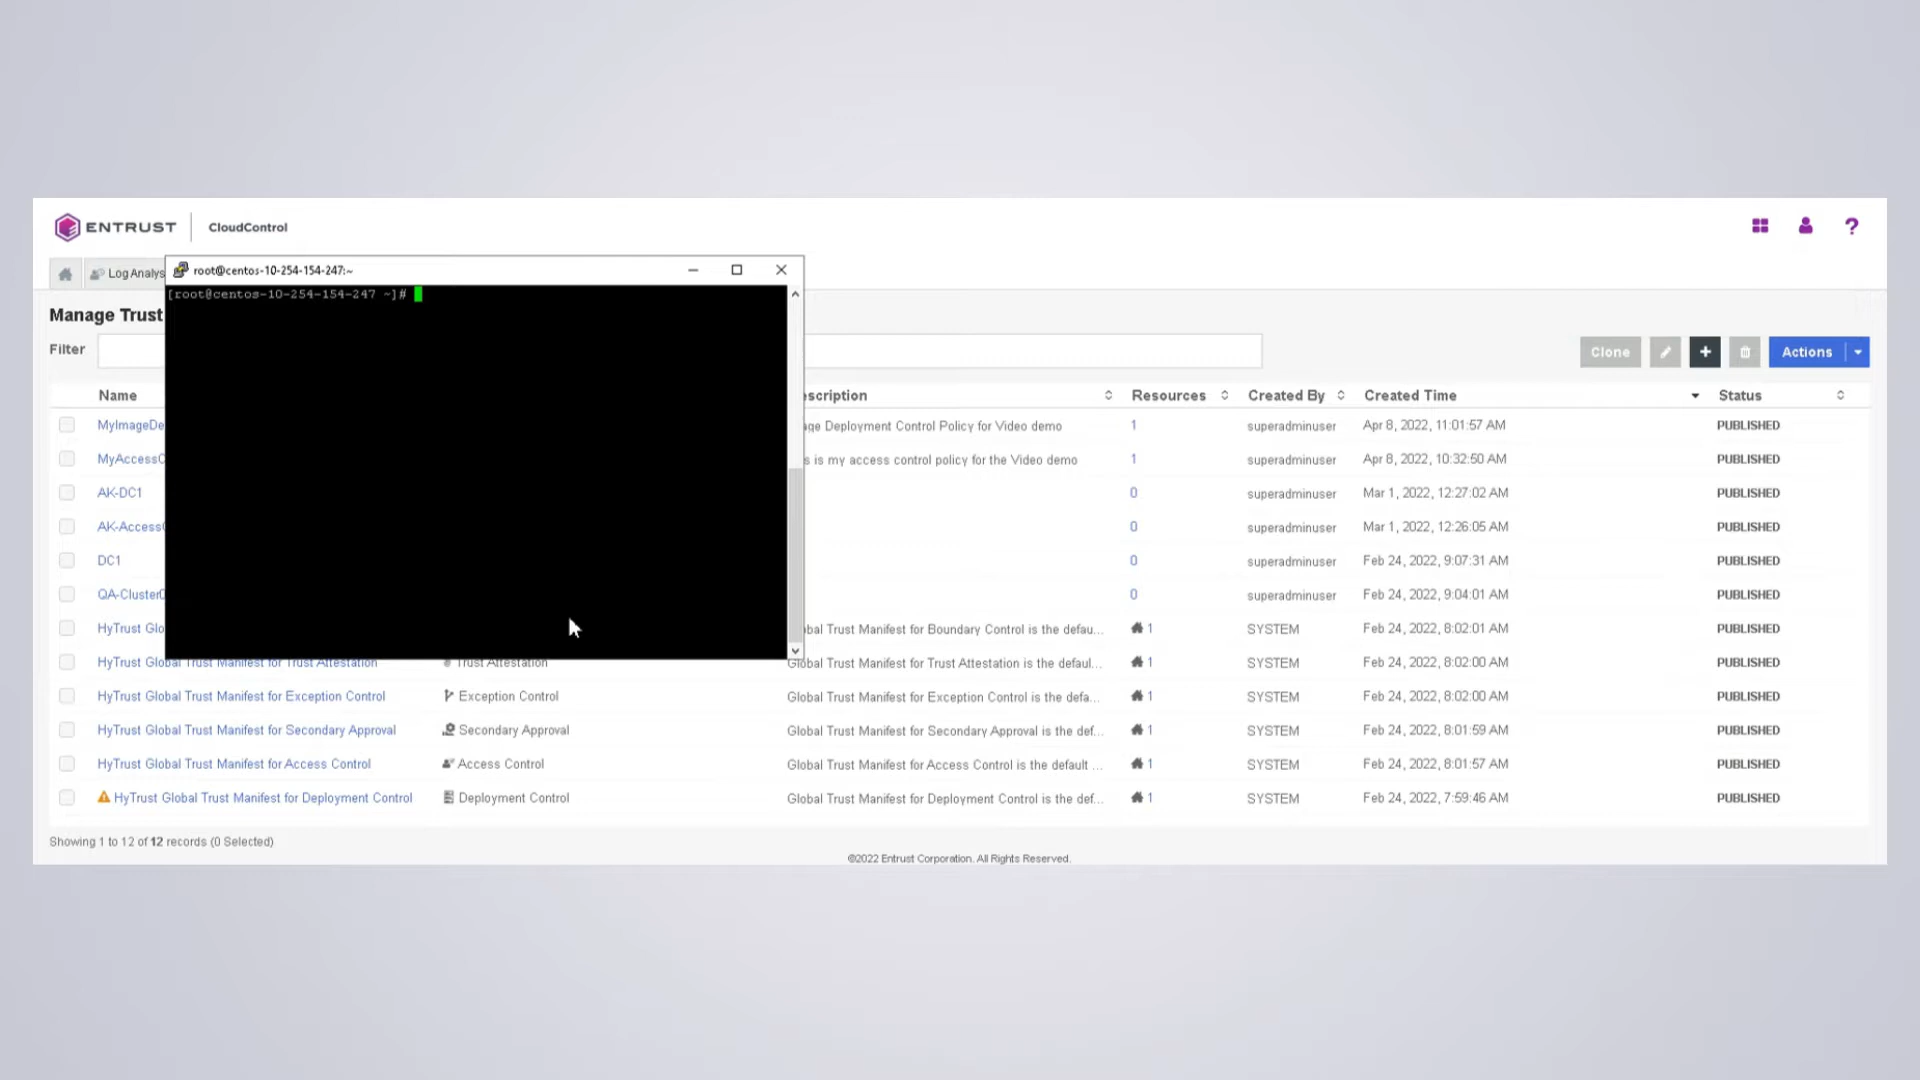 ENTRUST CloudControl
?
Log Analys
root@centos-10-254-154-247:~
[root@centos-10-254-154-247 ~]#
Manage Trust
Filter
Clone + Actions
Name scription Resources Created By Created Time Status
MyImageDe age Deployment Control Policy for Video demo 1 superadminuser Apr 8, 2022, 11:01:57 AM PUBLISHED
MyAccessC s is my access control policy for the Video demo 1 superadminuser Apr 8, 2022, 10:32:50 AM PUBLISHED
AK-DC1 0 superadminuser Mar 1, 2022, 12:27:02 AM PUBLISHED
AK-AccessC 0 superadminuser Mar 1, 2022, 12:26:05 AM PUBLISHED
DC1 0 superadminuser Feb 24, 2022, 9:07:31 AM PUBLISHED
QA-Cluster 0 superadminuser Feb 24, 2022, 9:04:01 AM PUBLISHED
HyTrust Glo bal Trust Manifest for Boundary Control is the defau... 1 SYSTEM Feb 24, 2022, 8:02:01 AM PUBLISHED
HyTrust Global Trust Manifest for Trust Attestation Trust Attestation Global Trust Manifest for Trust Attestation is the defaul... 1 SYSTEM Feb 24, 2022, 8:02:00 AM PUBLISHED
HyTrust Global Trust Manifest for Exception Control Exception Control Global Trust Manifest for Exception Control is the defa... 1 SYSTEM Feb 24, 2022, 8:02:00 AM PUBLISHED
HyTrust Global Trust Manifest for Secondary Approval Secondary Approval Global Trust Manifest for Secondary Approval is the def... 1 SYSTEM Feb 24, 2022, 8:01:59 AM PUBLISHED
HyTrust Global Trust Manifest for Access Control Access Control Global Trust Manifest for Access Control is the default ... 1 SYSTEM Feb 24, 2022, 8:01:57 AM PUBLISHED
HyTrust Global Trust Manifest for Deployment Control Deployment Control Global Trust Manifest for Deployment Control is the def... 1 SYSTEM Feb 24, 2022, 7:59:46 AM PUBLISHED
Showing 1 to 12 of 12 records (0 Selected)
©2022 Entrust Corporation. All Rights Reserved.